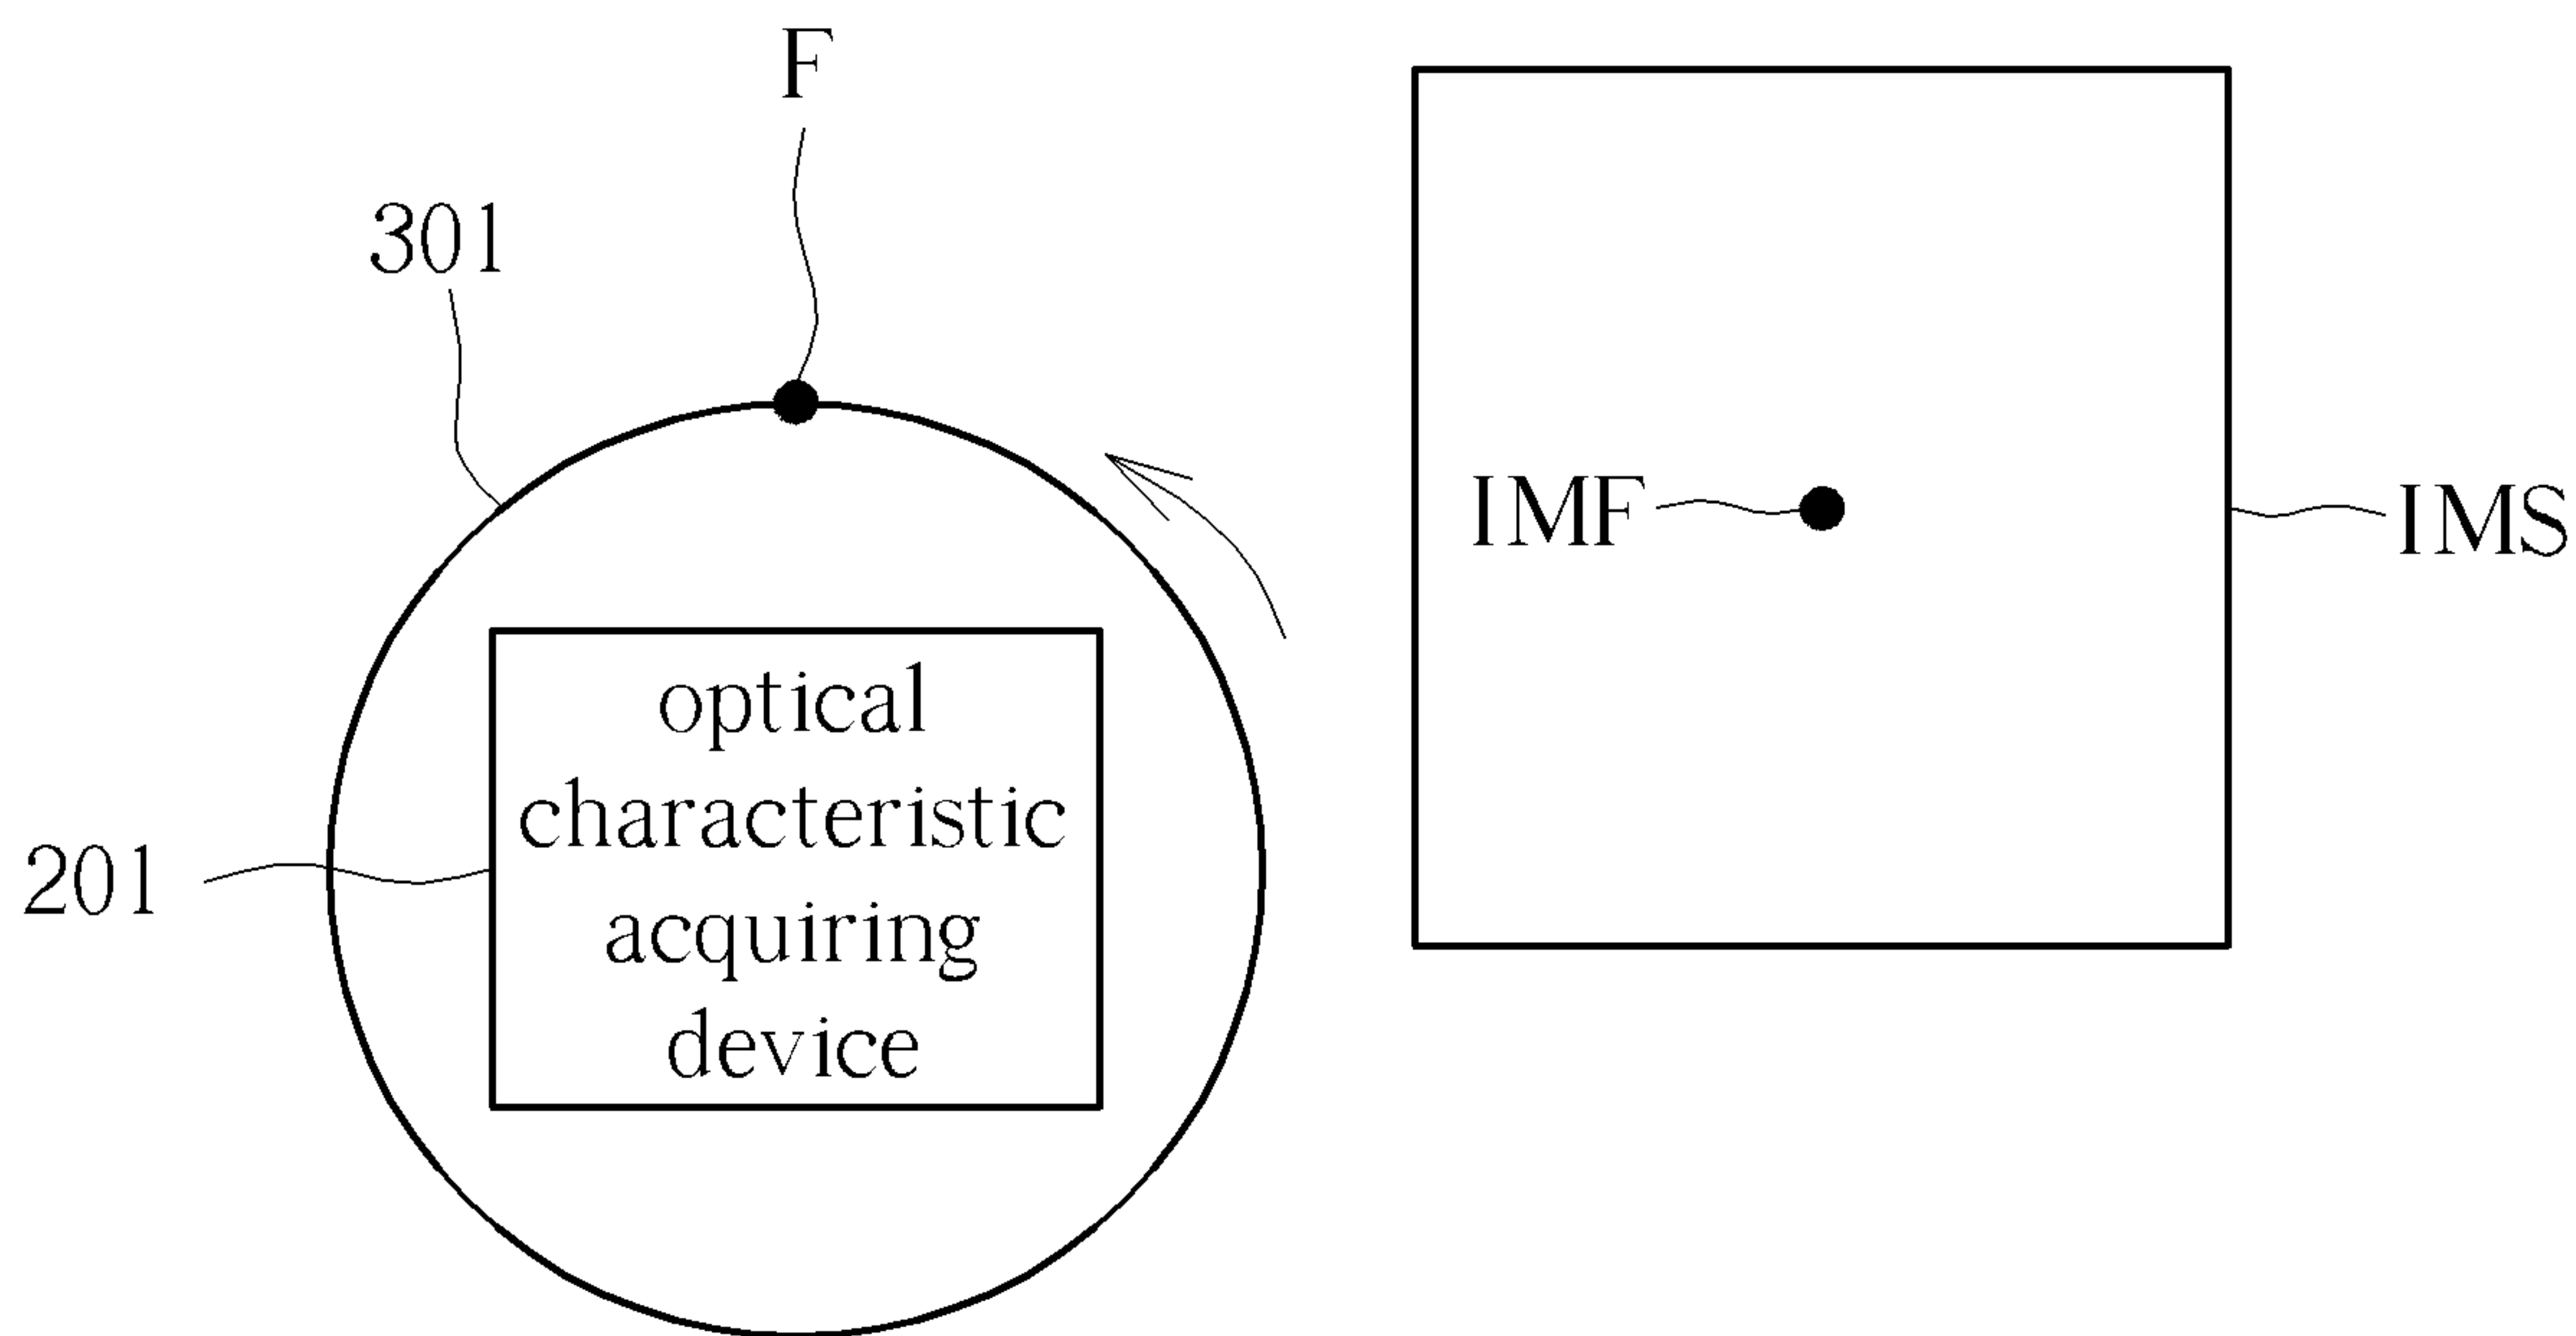 F
301
IMF
IMS
optical
characteristic
acquiring
device
201